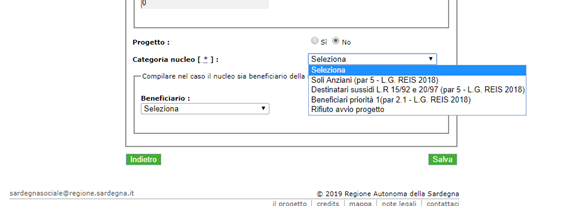 0
Progetto : Sì No
Categoria nucleo [ * ] : Seleziona
Seleziona
Compilare nel caso il nucleo sia beneficiario della
Soli Anziani (par 5 - L.G. REIS 2018)
Destinatari sussidi L.R 15/92 e 20/97 (par 5 - L.G. REIS 2018)
Beneficiari priorità 1(par 2.1 - L.G. REIS 2018)
Rifiuto avvio progetto
Beneficiario :
Seleziona
Indietro Salva
sardegnasociale@regione.sardegna.it © 2019 Regione Autonoma della Sardegna
il progetto | credits | mappa | note legali | contattaci